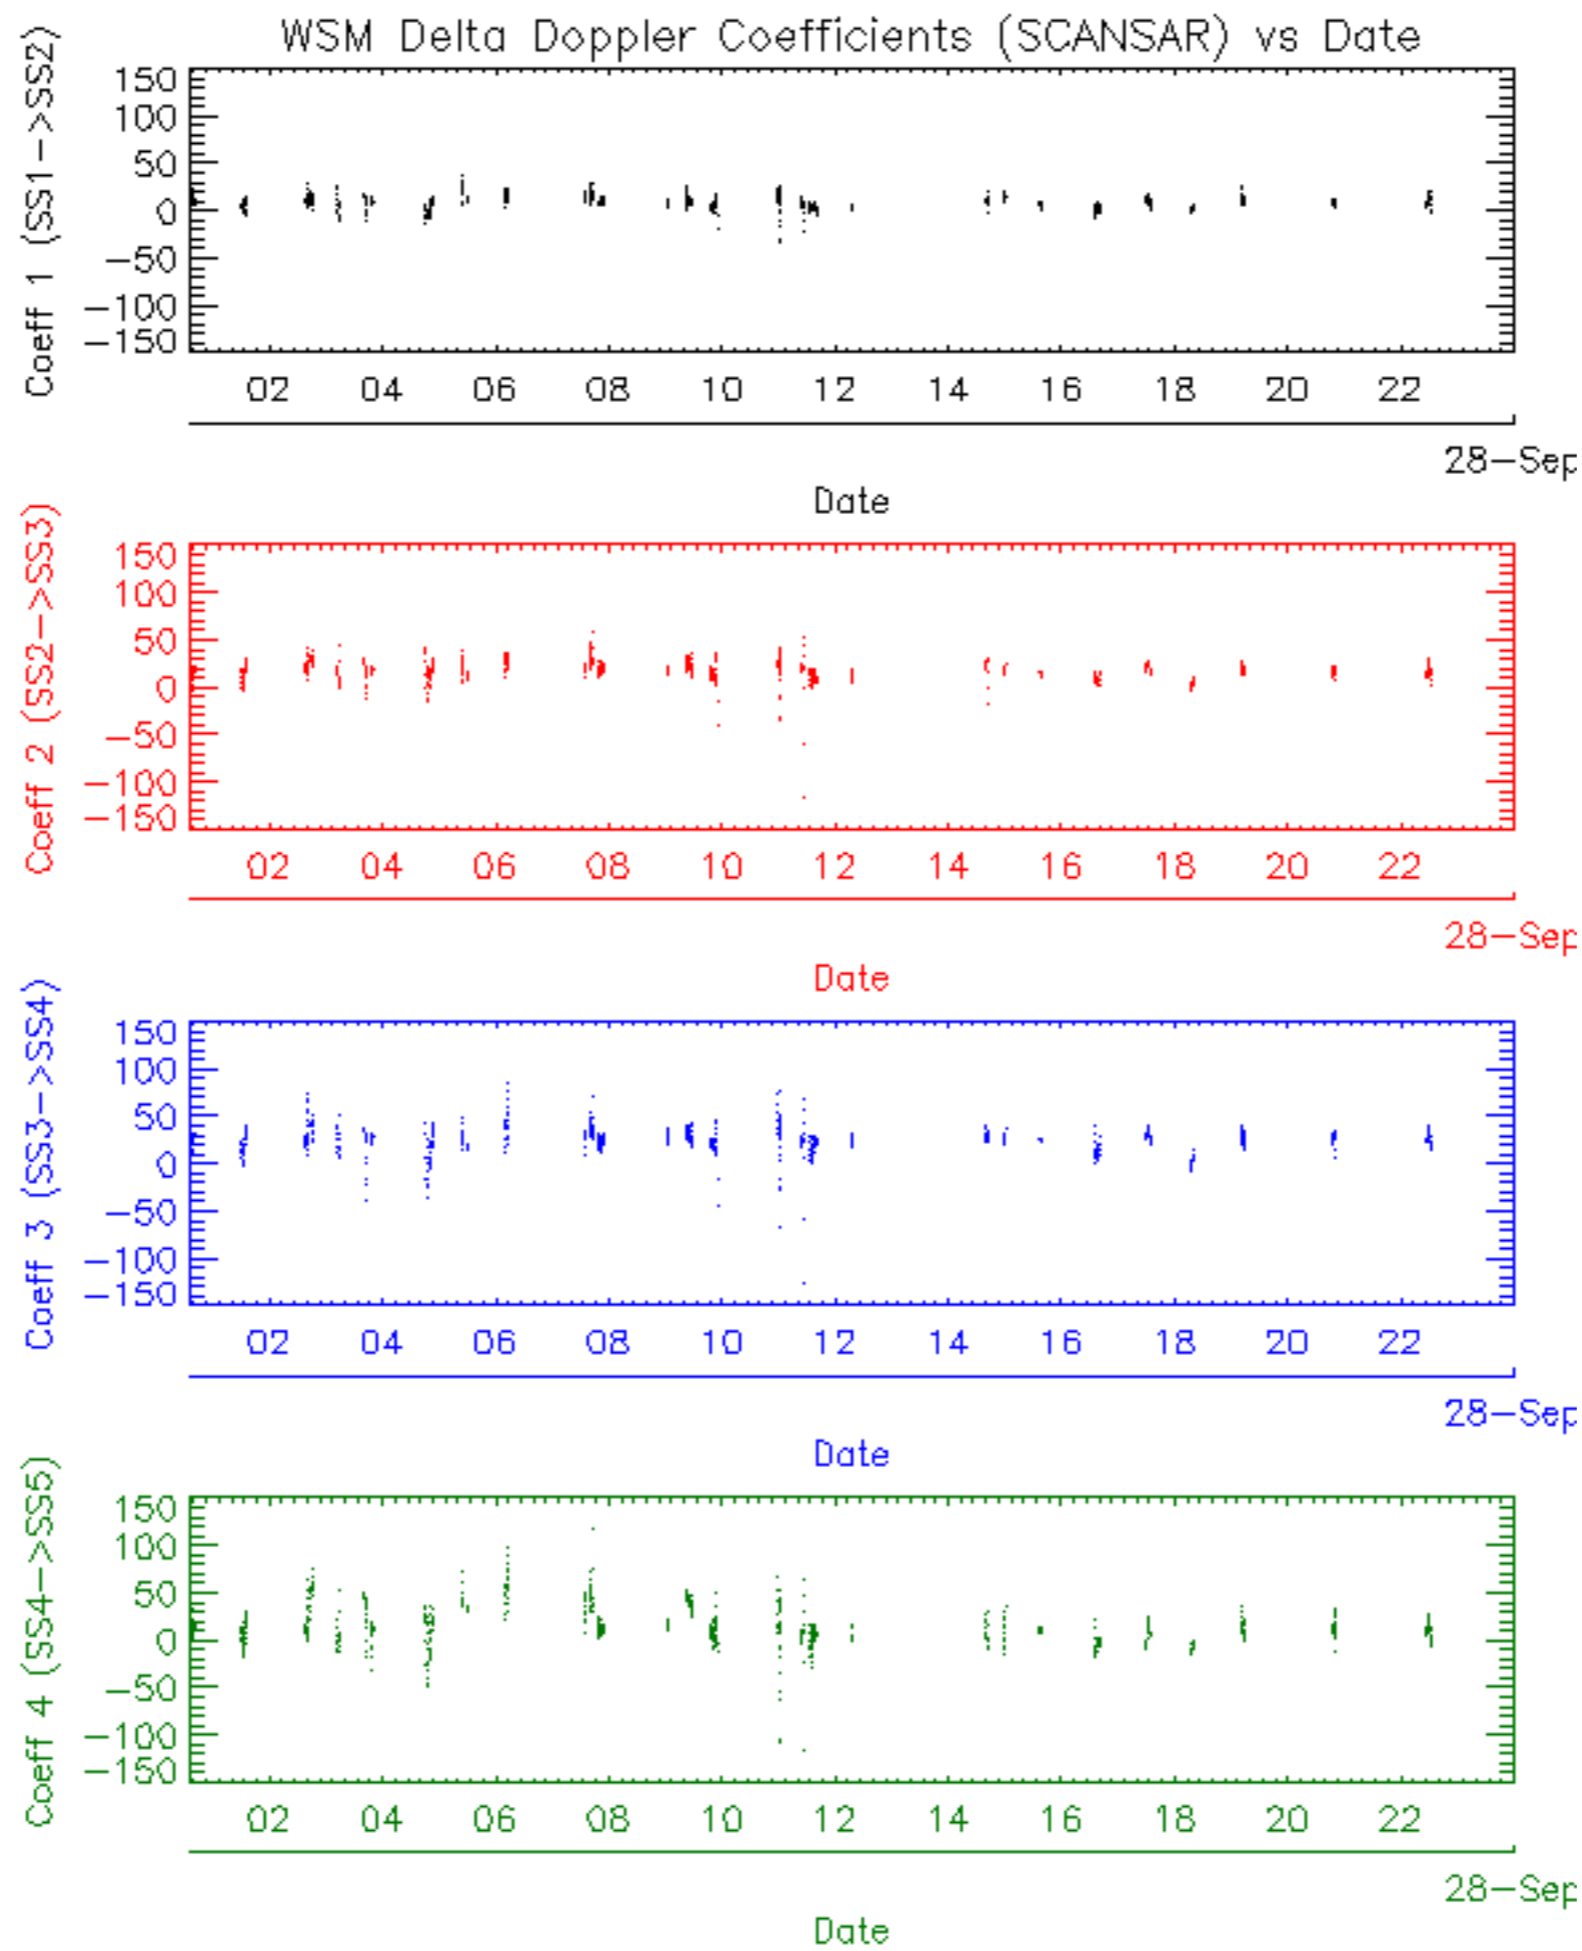 WSM Delta Doppler Coefficients (SCANSAR) vs Date
Coeff 1 (SS1->SS2)
150
100
50
0
-50
-100
-150
02 04 06 08 10 12 14 16 18 20 22
28-Sep
Date
Coeff 2 (SS2->SS3)
150
100
50
0
-50
-100
-150
02 04 06 08 10 12 14 16 18 20 22
28-Sep
Date
Coeff 3 (SS3->SS4)
150
100
50
0
-50
-100
-150
02 04 06 08 10 12 14 16 18 20 22
28-Sep
Date
Coeff 4 (SS4->SS5)
150
100
50
0
-50
-100
-150
02 04 06 08 10 12 14 16 18 20 22
28-Sep
Date